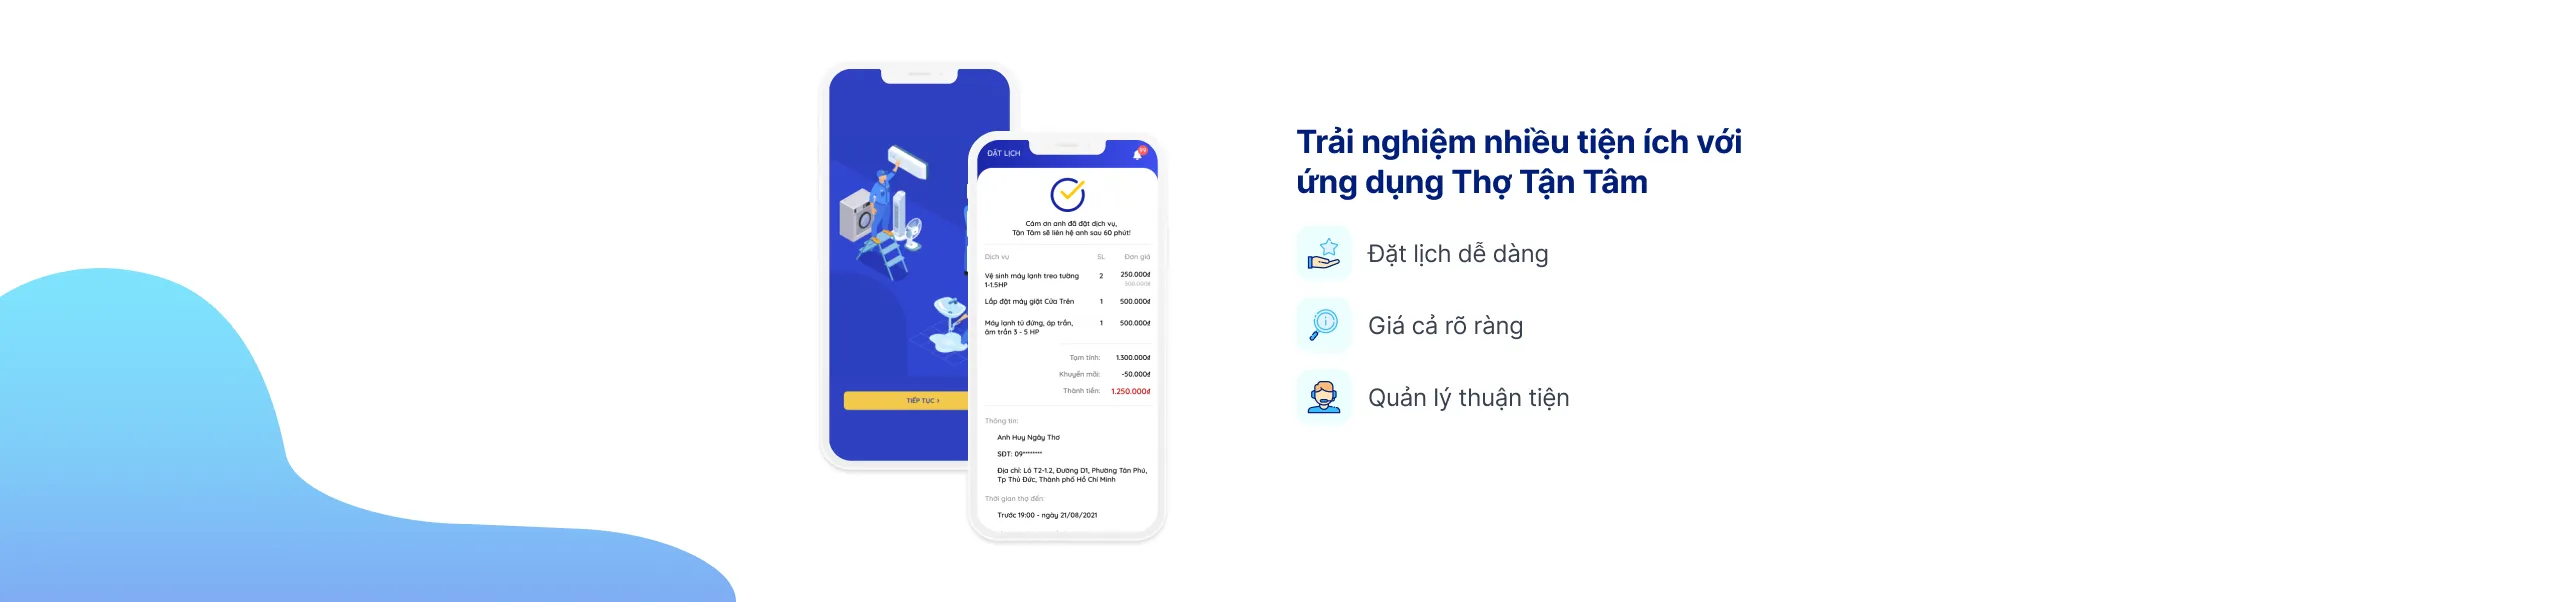 TIẾP TỤC ›
ĐẶT LỊCH
Cảm ơn anh đã đặt dịch vụ,
Tận Tâm sẽ liên hệ anh sau 60 phút!
Dịch vụ SL Đơn giá
Vệ sinh máy lạnh treo tường 2 250.000đ
1-1.5HP 300.000đ
Lắp đặt máy giặt Cửa Trên 1 500.000đ
Máy lạnh tủ đứng, áp trần, 1 500.000đ
âm trần 3 - 5 HP
Tạm tính: 1.300.000đ
Khuyến mãi: -50.000đ
Thành tiền: 1.250.000đ
Thông tin:
Anh Huy Ngây Thơ
SĐT: 09********
Địa chỉ: Lô T2-1.2, Đường D1, Phường Tân Phú,
Tp Thủ Đức, Thành phố Hồ Chí Minh
Thời gian thợ đến:
Trước 19:00 - ngày 21/08/2021
Trải nghiệm nhiều tiện ích với
ứng dụng Thợ Tận Tâm
Đặt lịch dễ dàng
Giá cả rõ ràng
Quản lý thuận tiện